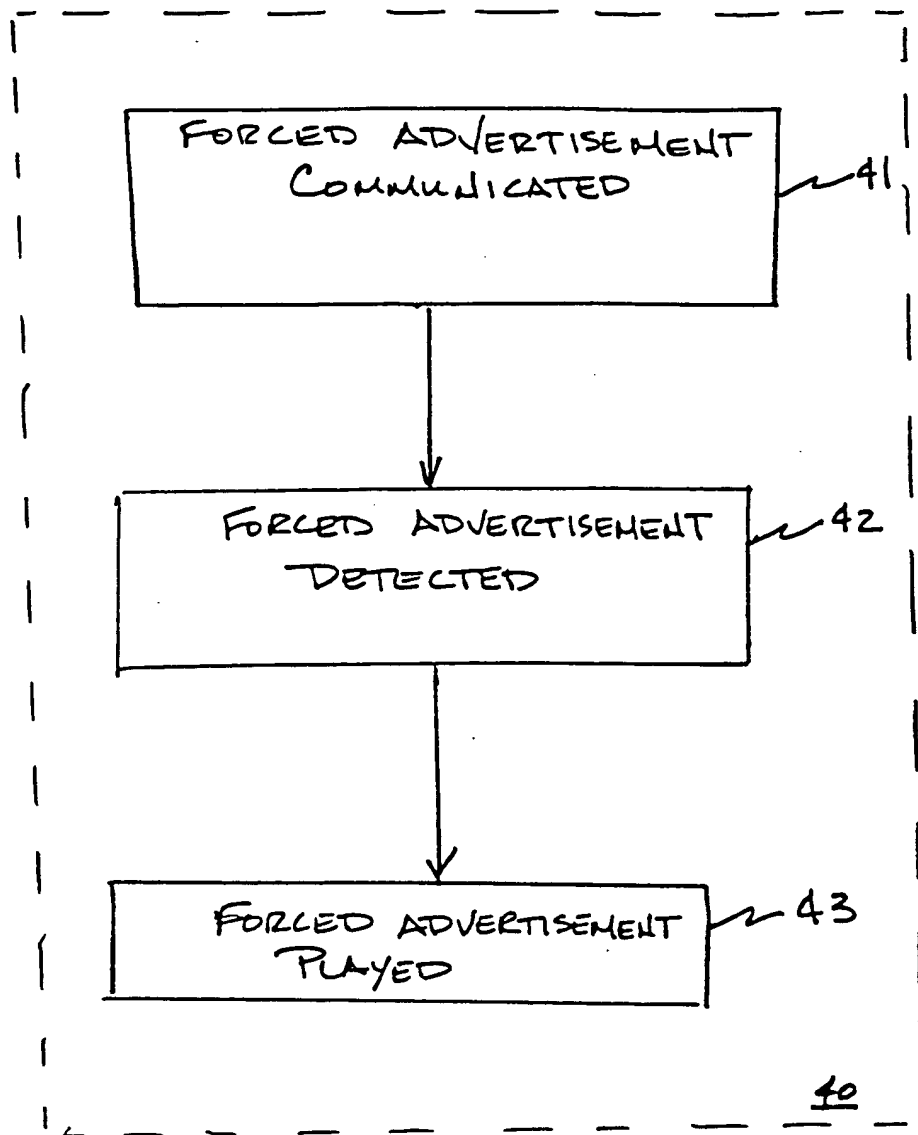 FORCED ADVERTISEMENT
COMMUNICATED
41
FORCED ADVERTISEMENT
DETECTED
42
FORCED ADVERTISEMENT
PLAYED
43
40